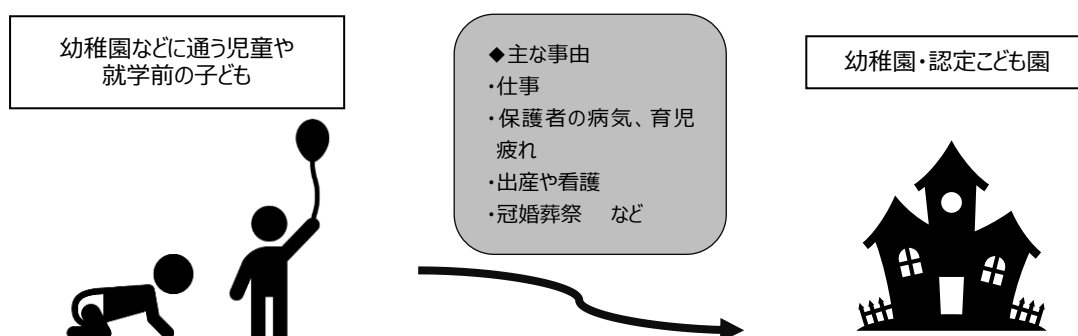 幼稚園などに通う児童や
就学前の子ども
◆主な事由
・仕事
・保護者の病気、育児
疲れ
・出産や看護
・冠婚葬祭　など
幼稚園・認定こども園